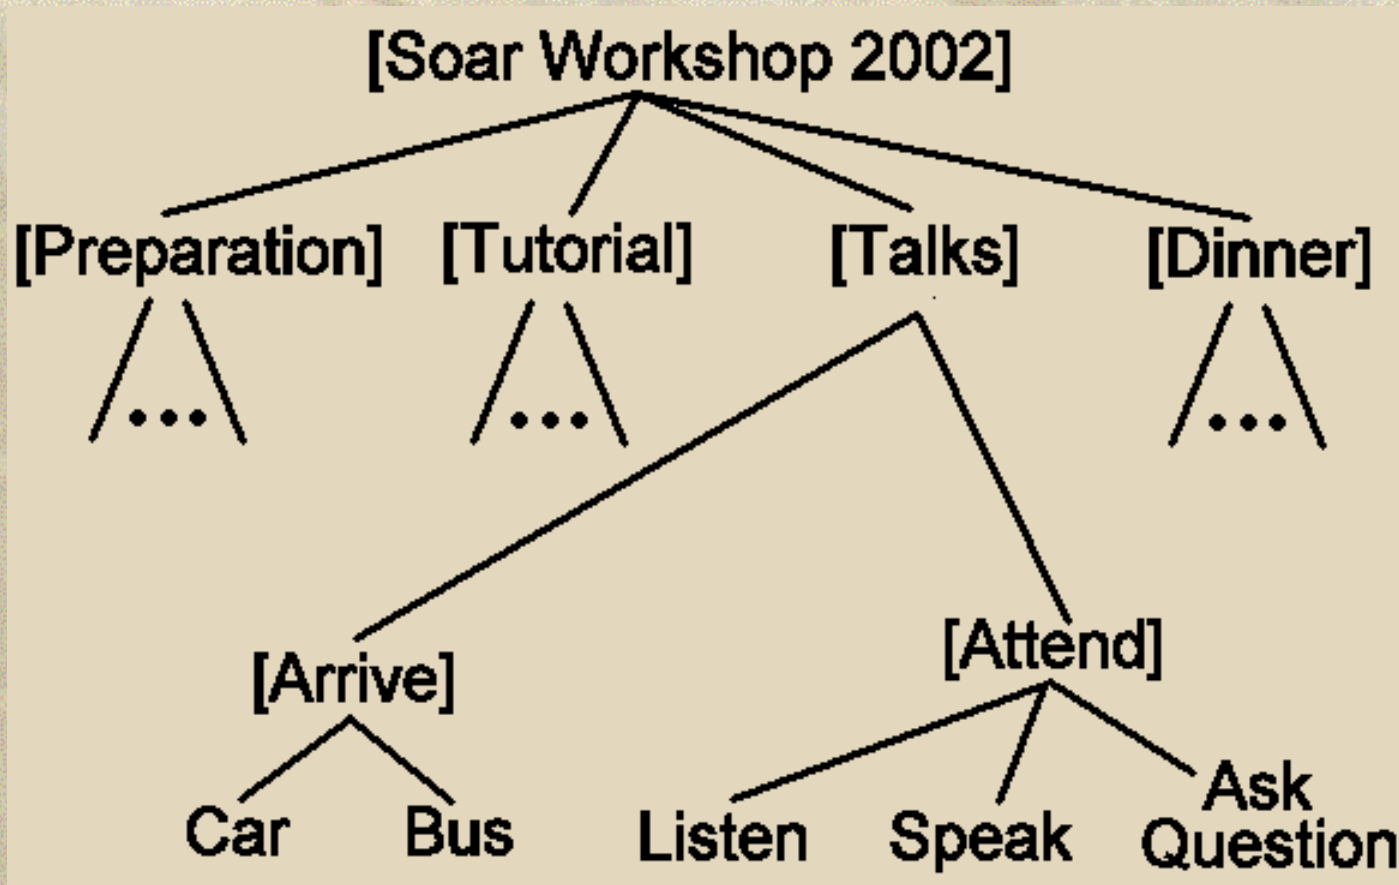 [Soar Workshop 2002]
[Preparation] [Tutorial] [Talks] [Dinner]
... ... ...
[Arrive] [Attend]
Car Bus Listen Speak Ask
Question